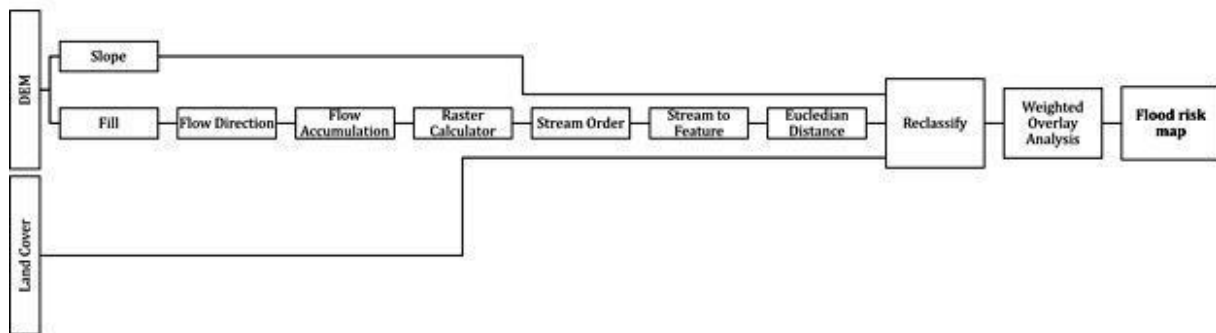 DEM
Slope
Fill
Flow Direction
Flow
Accumulation
Raster
Calculator
Stream Order
Stream to
Feature
Eucledian
Distance
Reclassify
Weighted
Overlay
Analysis
Flood risk
map
Land Cover